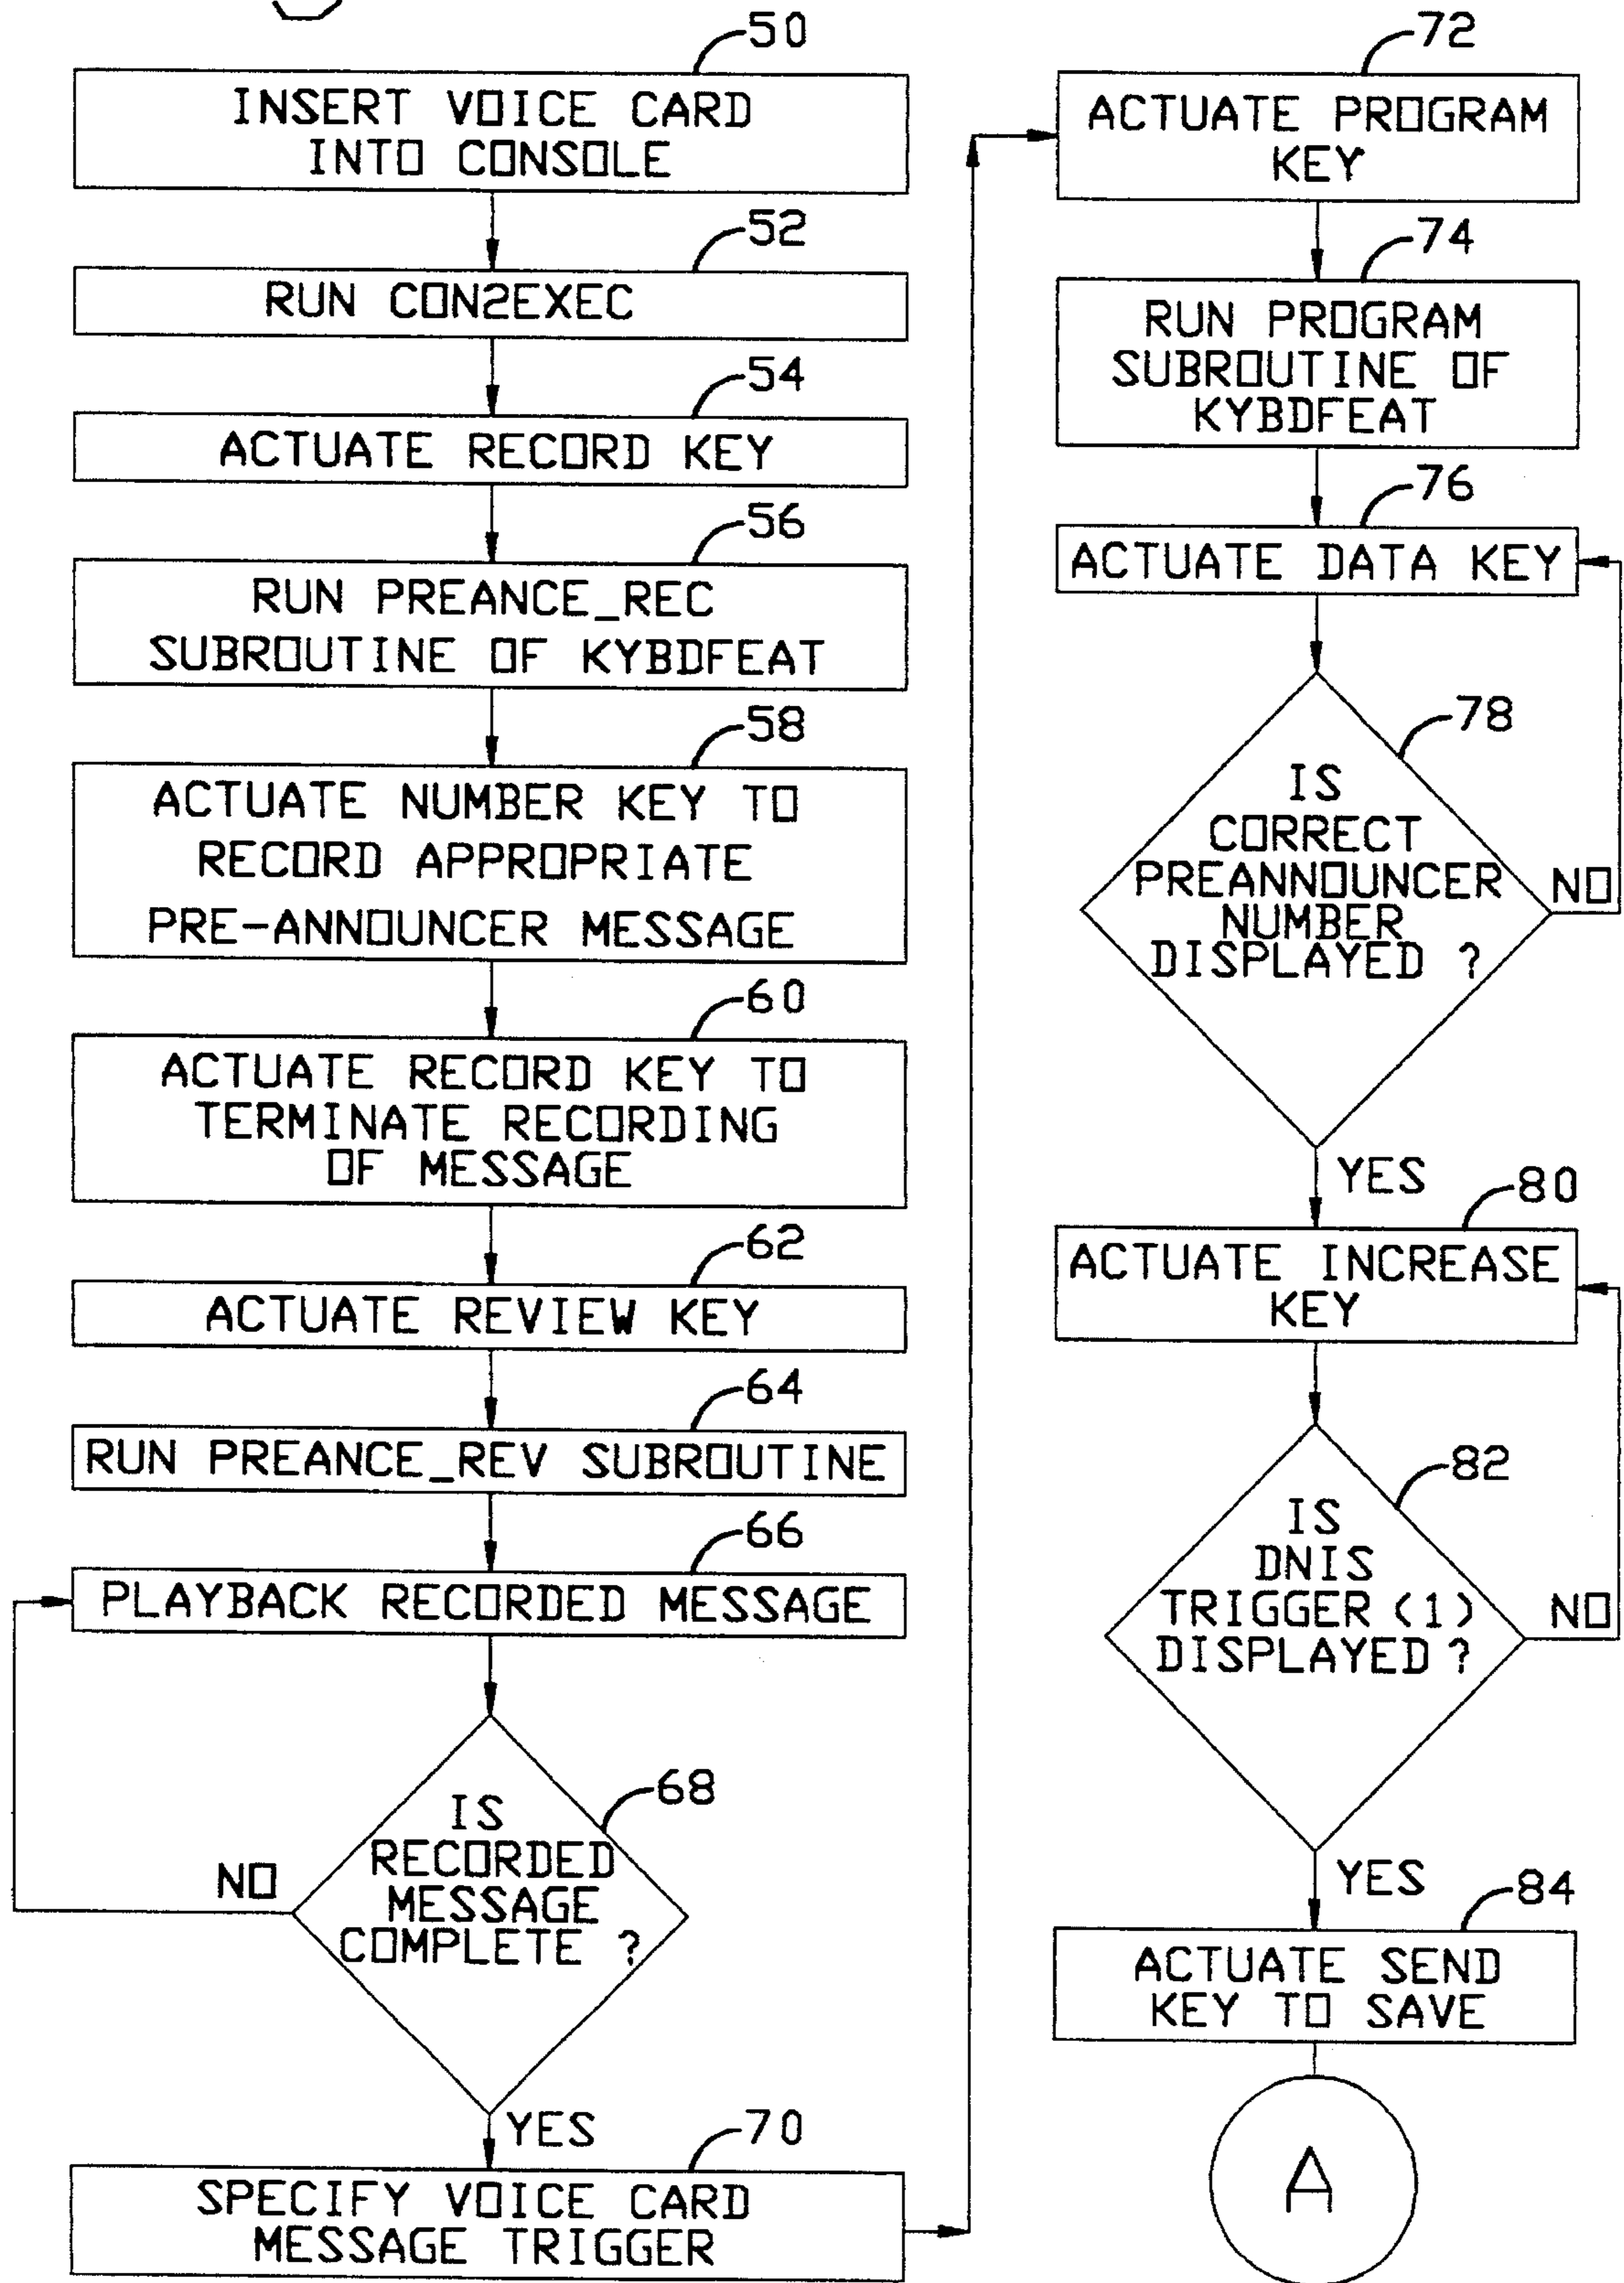 50
INSERT VOICE CARD
INTO CONSOLE
52
RUN CON2EXEC
54
ACTUATE RECORD KEY
56
RUN PREANCE_REC
SUBROUTINE OF KYBDFEAT
58
ACTUATE NUMBER KEY TO
RECORD APPROPRIATE
PRE-ANNOUNCER MESSAGE
60
ACTUATE RECORD KEY TO
TERMINATE RECORDING
OF MESSAGE
62
ACTUATE REVIEW KEY
64
RUN PREANCE_REV SUBROUTINE
66
PLAYBACK RECORDED MESSAGE
68
IS
RECORDED
MESSAGE
COMPLETE ?
NO
YES
70
SPECIFY VOICE CARD
MESSAGE TRIGGER
72
ACTUATE PROGRAM
KEY
74
RUN PROGRAM
SUBROUTINE OF
KYBDFEAT
76
ACTUATE DATA KEY
78
IS
CORRECT
PREANNOUNCER
NUMBER
DISPLAYED ?
NO
YES
80
ACTUATE INCREASE
KEY
82
IS
DNIS
TRIGGER (1)
DISPLAYED ?
NO
YES
84
ACTUATE SEND
KEY TO SAVE
A